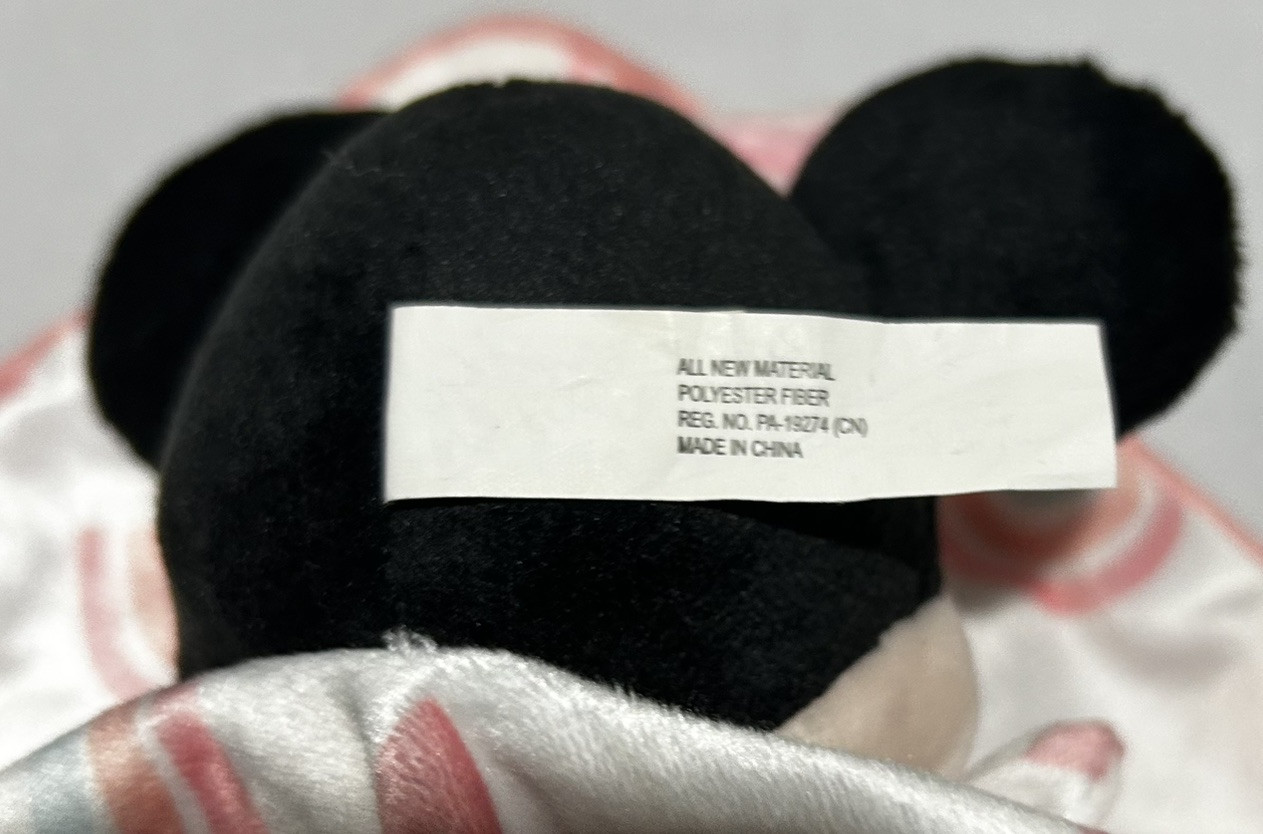 ALL NEW MATERIAL
POLYESTER FIBER
REG. NO. PA-19274 (CN)
MADE IN CHINA